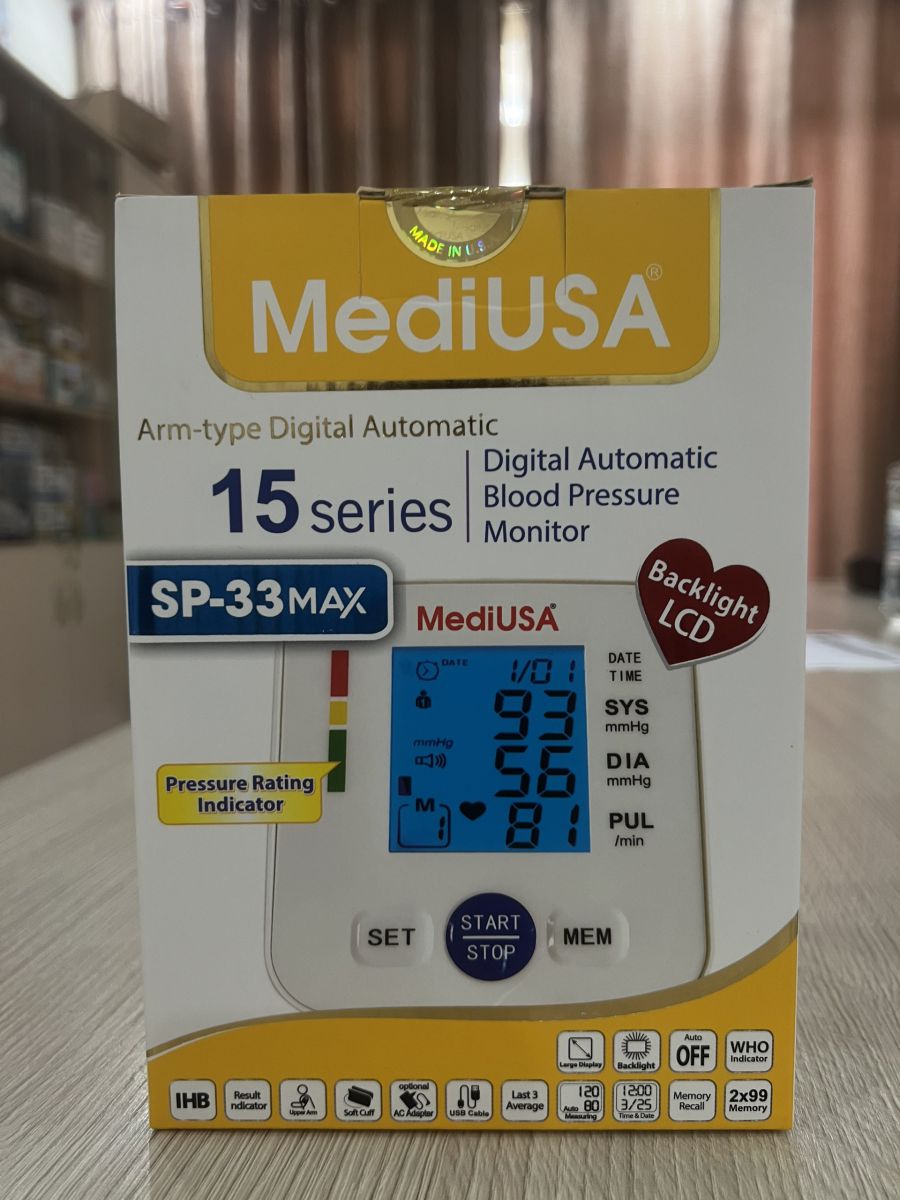 MADE IN U.S.
MediUSA®
Arm-type Digital Automatic
15 series
Digital Automatic
Blood Pressure
Monitor
SP-33MAX
Backlight
LCD
MediUSA®
DATE
1/01
DATE
TIME
93
SYS
mmHg
mmHg
56
DIA
mmHg
Pressure Rating
Indicator
M
1
81
PUL
/min
SET
START
STOP
MEM
Large Display
Backlight
Auto
OFF
WHO
Indicator
IHB
Result
ndicator
Upper Arm
Soft Cuff
optional
AC Adapter
USB Cable
Last 3
Average
120
Auto 80
Measuring
12:00
3/25
Time & Date
Memory
Recall
2x99
Memory